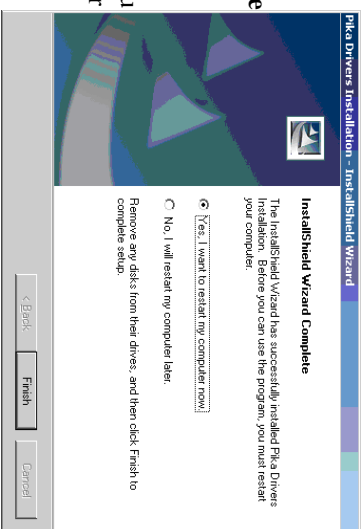 Pika Drivers Installation - InstallShield Wizard
InstallShield Wizard Complete
The InstallShield Wizard has successfully installed Pika Drivers
Installation. Before you can use the program, you must restart
your computer.
Yes, I want to restart my computer now.
No, I will restart my computer later.
Remove any disks from their drives, and then click Finish to
complete setup.
< Back
Finish
Cancel